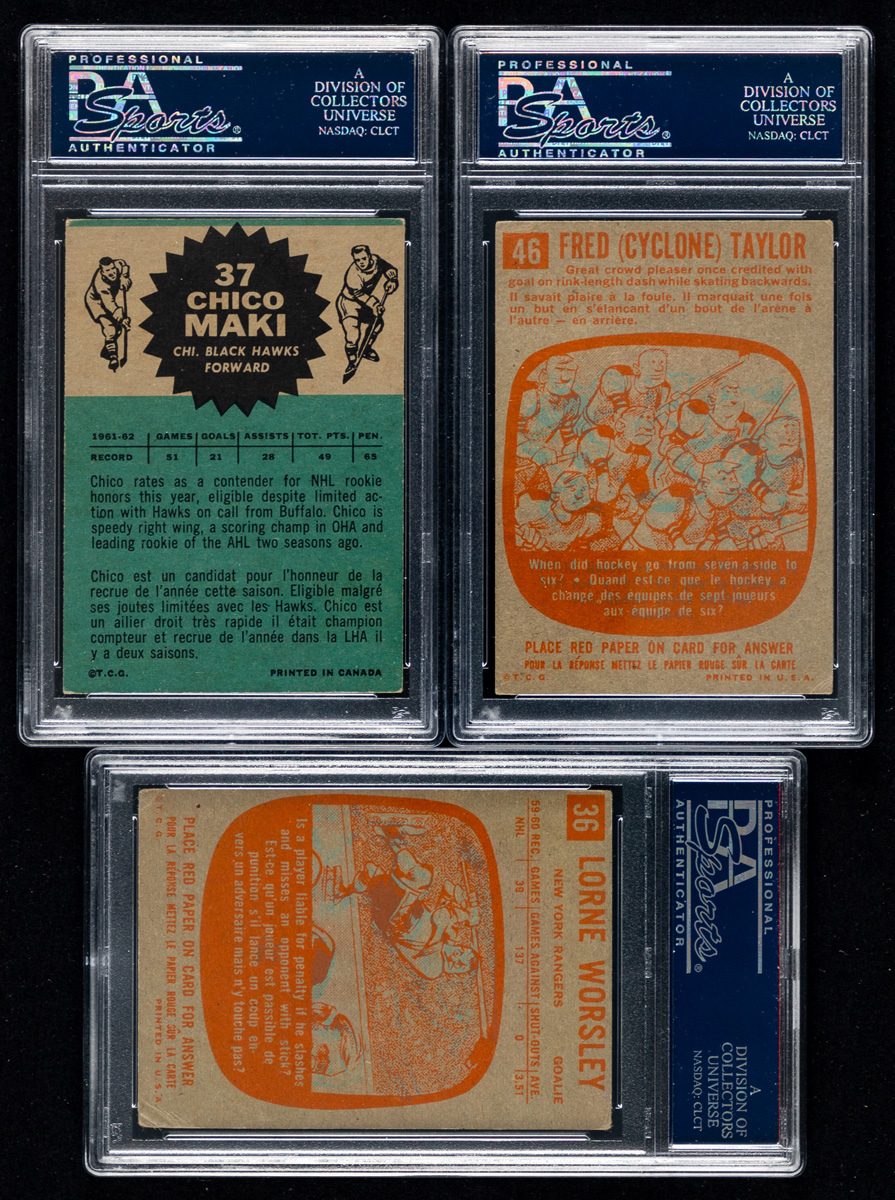 PROFESSIONAL
PSA
Sports®
AUTHENTICATOR
A
DIVISION OF
COLLECTORS
UNIVERSE
NASDAQ: CLCT
37
CHICO
MAKI
CHI. BLACK HAWKS
FORWARD
1961-62 GAMES GOALS ASSISTS TOT. PTS. PEN.
RECORD 51 21 28 49 65
Chico rates as a contender for NHL rookie
honors this year, eligible despite limited ac-
tion with Hawks on call from Buffalo. Chico is
speedy right wing, a scoring champ in OHA and
leading rookie of the AHL two seasons ago.
Chico est un candidat pour l'honneur de la
recrue de l'année cette saison. Eligible malgré
ses joutes limitées avec les Hawks. Chico est
un ailier droit très rapide il était champion
compteur et recrue de l'année dans la LHA il
y a deux saisons.
©T.C.G. PRINTED IN CANADA
PROFESSIONAL
PSA
Sports®
AUTHENTICATOR
A
DIVISION OF
COLLECTORS
UNIVERSE
NASDAQ: CLCT
46 FRED (CYCLONE) TAYLOR
Great crowd pleaser once credited with
goal on rink-length dash while skating backwards.
Il savait plaire à la foule. Il marquait une fois
un but en s'élancant d'un bout de l'arène à
l'autre — en arrière.
When did hockey go from seven-a-side to
six? • Quand est-ce que le hockey a
changé des équipes de sept joueurs
aux équipe de six?
PLACE RED PAPER ON CARD FOR ANSWER
POUR LA RÉPONSE METTEZ LE PAPIER ROUGE SUR LA CARTE
©T.C.G PRINTED IN U.S.A.
PROFESSIONAL
PSA
Sports®
AUTHENTICATOR
A
DIVISION OF
COLLECTORS
UNIVERSE
NASDAQ: CLCT
36 LORNE WORSLEY
NEW YORK RANGERS GOALIE
59-60 REC. GAMES GAMES AGAINST SHUT-OUTS AVE.
NHL 39 137 0 3.51
Is a player liable for penalty if he slashes
and misses an opponent with stick?
Est-ce qu'un joueur est passible de
punition s'il lance un coup en-
vers un adversaire mais n'y touche pas?
PLACE RED PAPER ON CARD FOR ANSWER
POUR LA RÉPONSE METTEZ LE PAPIER ROUGE SUR LA CARTE
©T.C.G. PRINTED IN U.S.A.